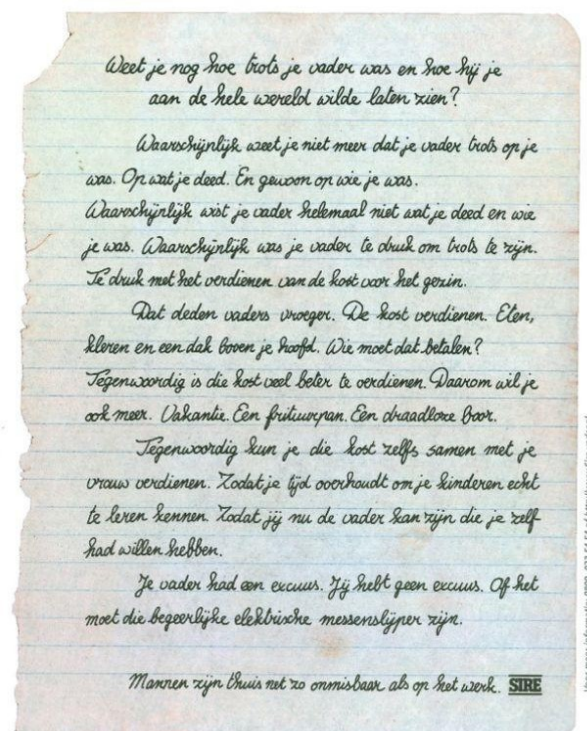 Weet je nog hoe trots je vader was en hoe hij je
aan de hele wereld wilde laten zien?
Waarschijnlijk weet je niet meer dat je vader trots op je
was. Op wat je deed. En gewoon op wie je was.
Waarschijnlijk wist je vader helemaal niet wat je deed en wie
je was. Waarschijnlijk was je vader te druk om trots te zijn.
Te druk met het verdienen van de kost voor het gezin.
Dat deden vaders vroeger. De kost verdienen. Eten,
kleren en een dak boven je hoofd. Wie moet dat betalen?
Tegenwoordig is die kost veel beter te verdienen. Daarom wil je
ook meer. Vakantie. Een frituurpan. Een draadloze boor.
Tegenwoordig kun je die kost zelfs samen met je
vrouw verdienen. Zodat je tijd overhoudt om je kinderen echt
te leren kennen. Zodat jij nu de vader kan zijn die je zelf
had willen hebben.
Je vader had een excuus. Jij hebt geen excuus. Of het
moet die begeerlijke elektrische messenslijper zijn.
Mannen zijn thuis net zo onmisbaar als op het werk. SIRE